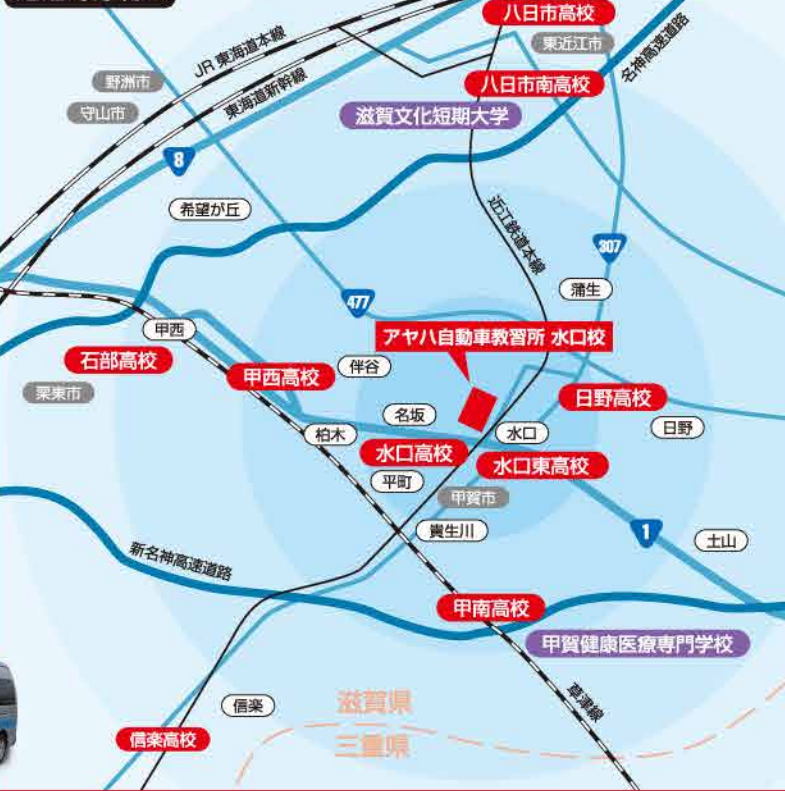 八日市高校
東近江市
名神高速道路
JR東海道本線
野洲市
東海道新幹線
八日市南高校
守山市
滋賀文化短期大学
8
希望が丘
近江鉄道本線
307
蒲生
477
甲西
アヤハ自動車教習所 水口校
石部高校
伴谷
甲西高校
栗東市
日野高校
名坂
日野
柏木
水口
水口高校
水口東高校
平町
甲賀市
貴生川
1
土山
新名神高速道路
甲南高校
甲賀健康医療専門学校
草津線
信楽
滋賀県
信楽高校
三重県